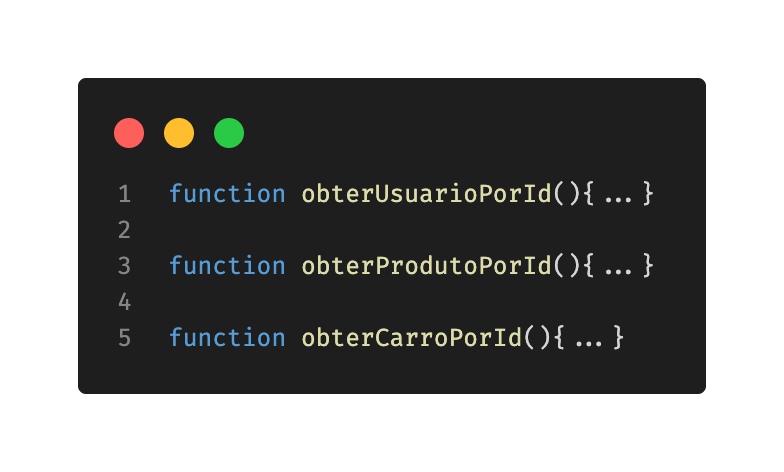 1 function obterUsuarioPorId(){ ... }
2
3 function obterProdutoPorId(){ ... }
4
5 function obterCarroPorId(){ ... }